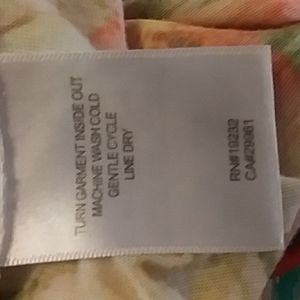 TURN GARMENT INSIDE OUT
MACHINE WASH COLD
GENTLE CYCLE
LINE DRY
RN#19232
CA#29961